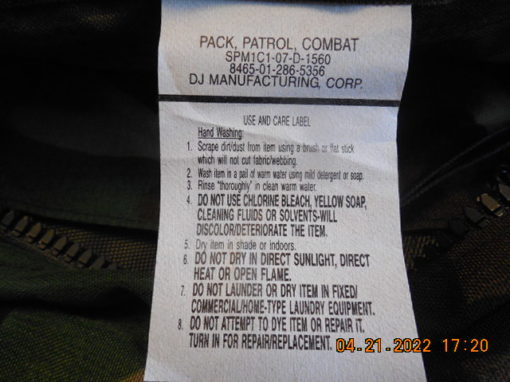 PACK, PATROL, COMBAT
SPM1C1-07-D-1560
8465-01-286-5356
DJ MANUFACTURING, CORP.
USE AND CARE LABEL
Hand Washing:
1. Scrape dirt/dust from item using a brush or flat stick
which will not cut fabric/webbing.
2. Wash item in a pail of warm water using mild detergent or soap.
3. Rinse "thoroughly" in clean warm water.
4. DO NOT USE CHLORINE BLEACH, YELLOW SOAP,
CLEANING FLUIDS OR SOLVENTS-WILL
DISCOLOR/DETERIORATE THE ITEM.
5. Dry item in shade or indoors.
6. DO NOT DRY IN DIRECT SUNLIGHT, DIRECT
HEAT OR OPEN FLAME.
7. DO NOT LAUNDER OR DRY ITEM IN FIXED/
COMMERCIAL/HOME-TYPE LAUNDRY EQUIPMENT.
8. DO NOT ATTEMPT TO DYE ITEM OR REPAIR IT.
TURN IN FOR REPAIR/REPLACEMENT.
04.21.2022 17:20